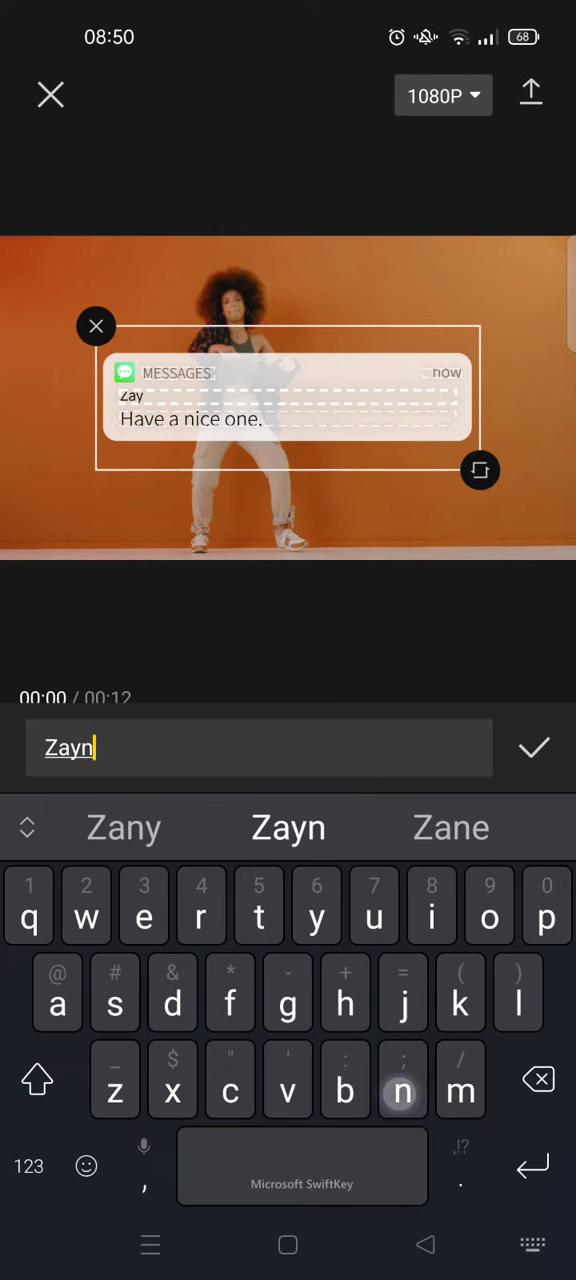 08:50
68
1080P
MESSAGES
now
Zay
Have a nice one.
00:00 / 00:12
Zayn
Zany Zayn Zane
1 2 3 4 5 6 7 8 9 0
q w e r t y u i o p
@ # & * - + = ( )
a s d f g h j k l
_ $ " ' : ; /
z x c v b n m
,!?
123 , .
Microsoft SwiftKey